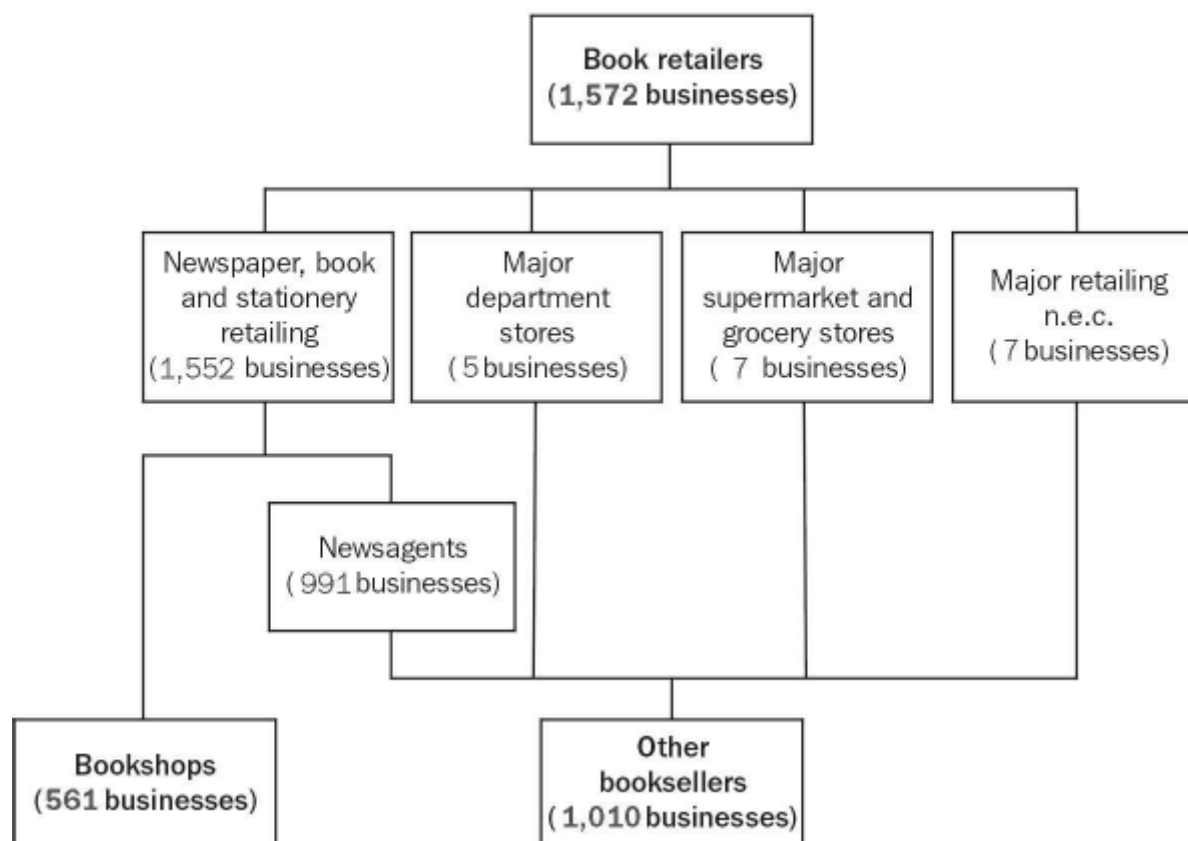 Book retailers
(1,572 businesses)
Newspaper, book
and stationery
retailing
(1,552 businesses)
Major
department
stores
( 5 businesses)
Major
supermarket and
grocery stores
( 7 businesses)
Major retailing
n.e.c.
( 7 businesses)
Newsagents
( 991 businesses)
Bookshops
(561 businesses)
Other
booksellers
(1,010 businesses)